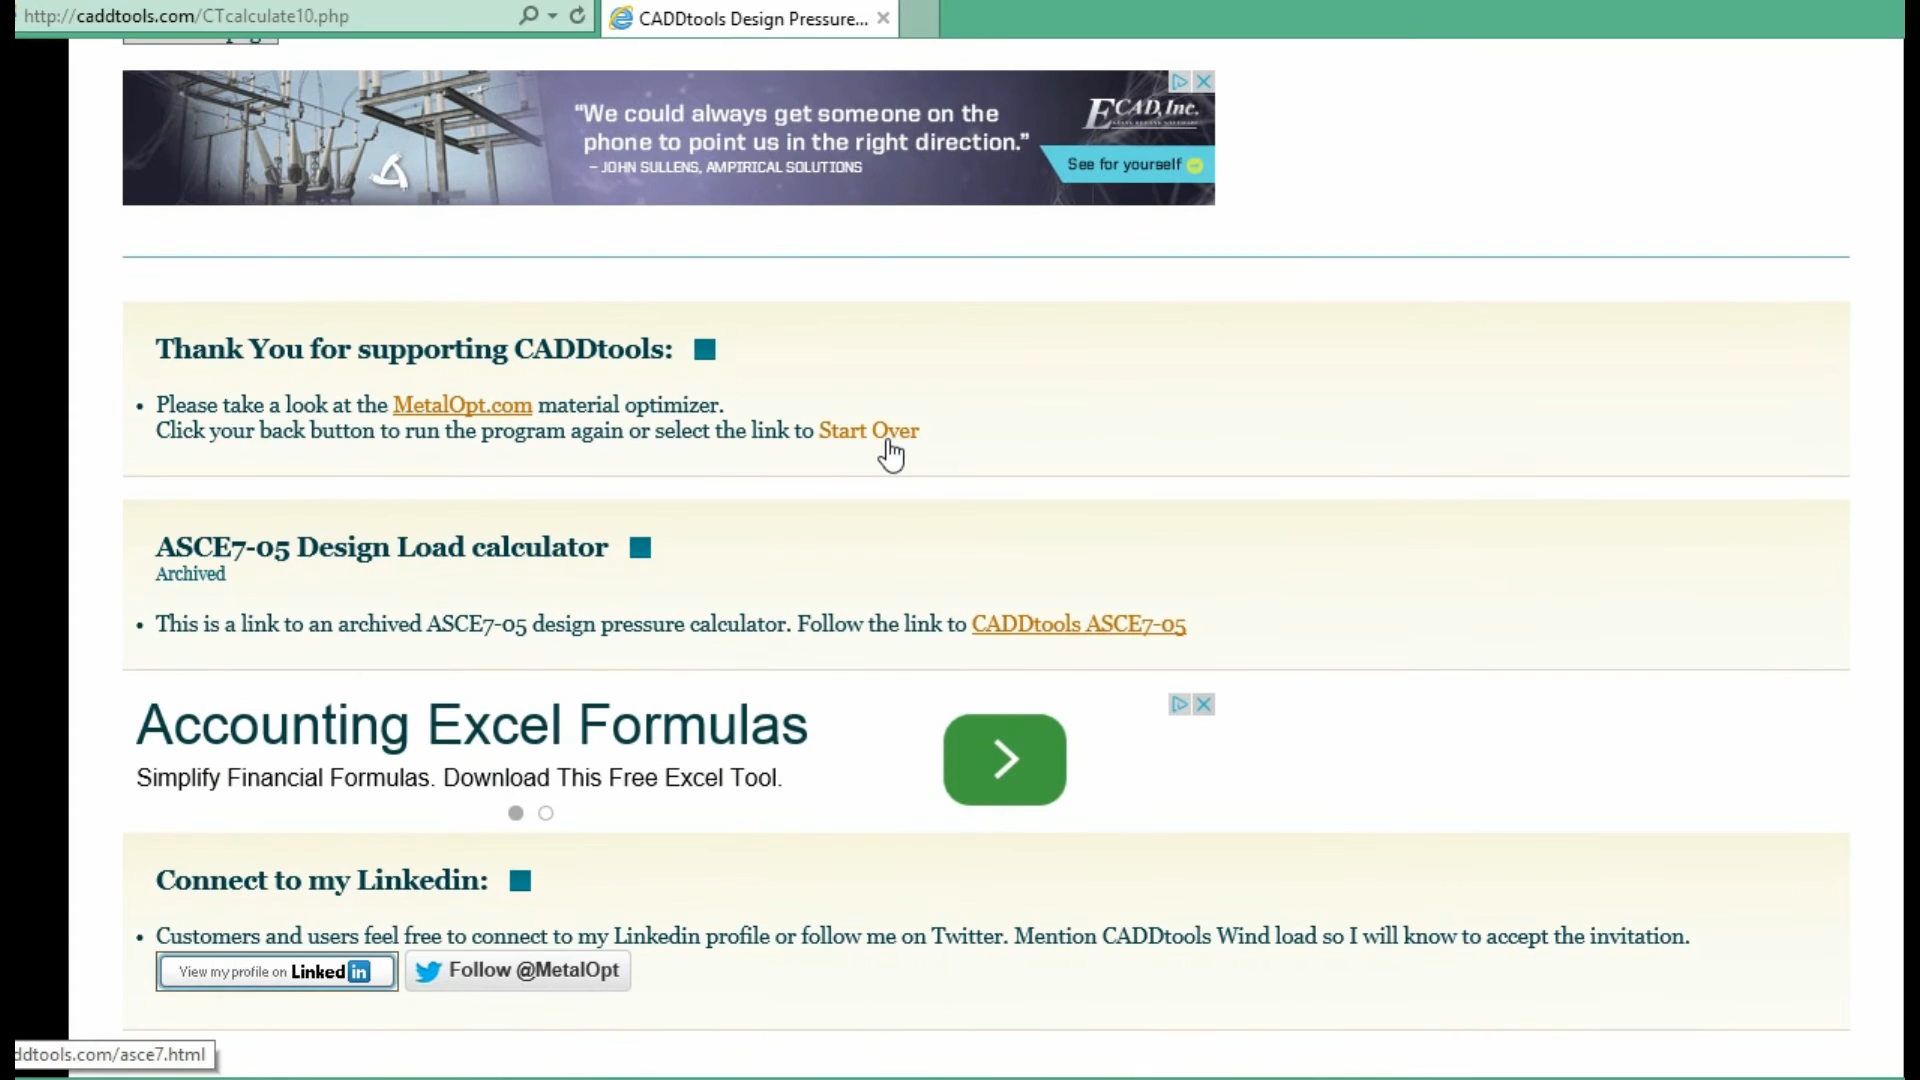 http://caddtools.com/CTcalculate10.php
CADDtools Design Pressure...
"We could always get someone on the
phone to point us in the right direction."
– JOHN SULLENS, AMPIRICAL SOLUTIONS
ECAD, Inc.
See for yourself
Thank You for supporting CADDtools:
• Please take a look at the MetalOpt.com material optimizer.
Click your back button to run the program again or select the link to Start Over
ASCE7-05 Design Load calculator
Archived
• This is a link to an archived ASCE7-05 design pressure calculator. Follow the link to CADDtools ASCE7-05
Accounting Excel Formulas
Simplify Financial Formulas. Download This Free Excel Tool.
Connect to my Linkedin:
• Customers and users feel free to connect to my Linkedin profile or follow me on Twitter. Mention CADDtools Wind load so I will know to accept the invitation.
View my profile on Linked in
Follow @MetalOpt
ddtools.com/asce7.html